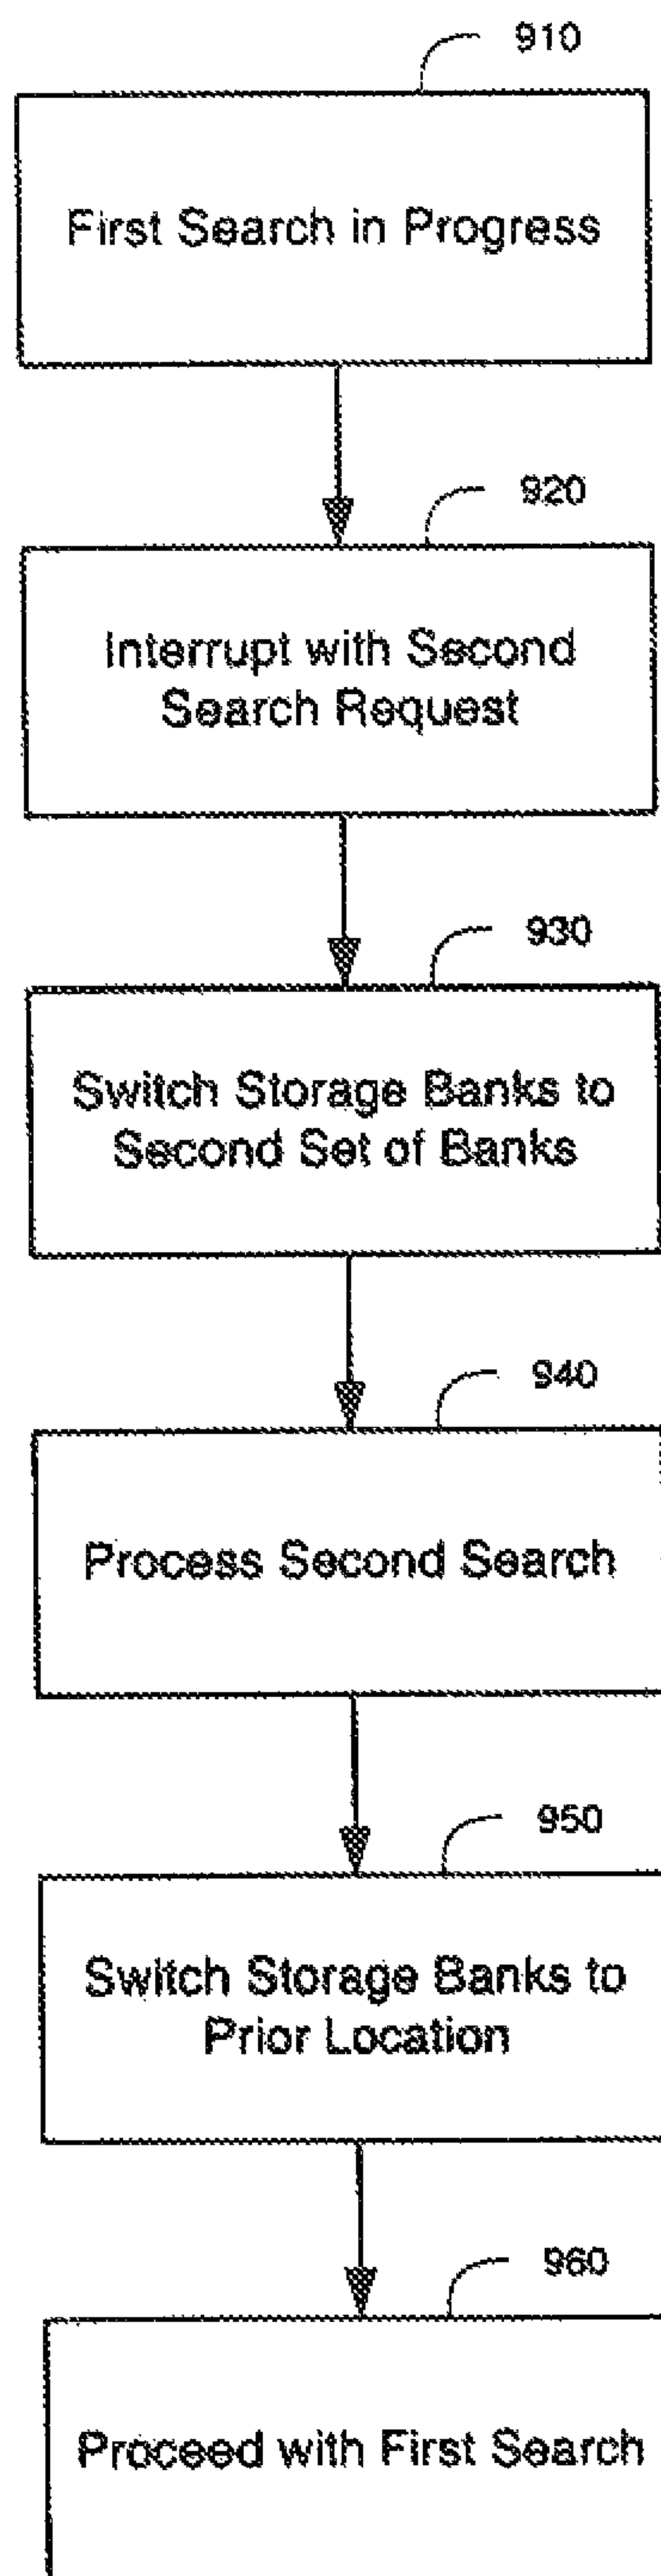 910
First Search in Progress
920
Interrupt with Second
Search Request
930
Switch Storage Banks to
Second Set of Banks
940
Process Second Search
950
Switch Storage Banks to
Prior Location
960
Proceed with First Search